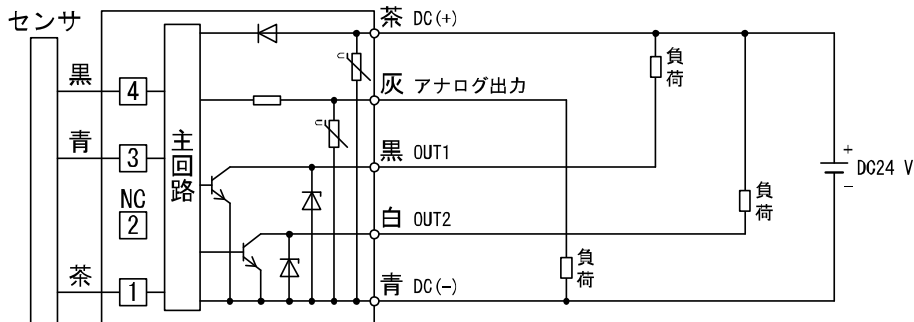 センサ
茶 DC(+)
灰 アナログ出力
黒 OUT1
白 OUT2
青 DC(−)
黒
4
青
3
NC
2
茶
1
主回路
負荷
負荷
負荷
+
DC24 V
−